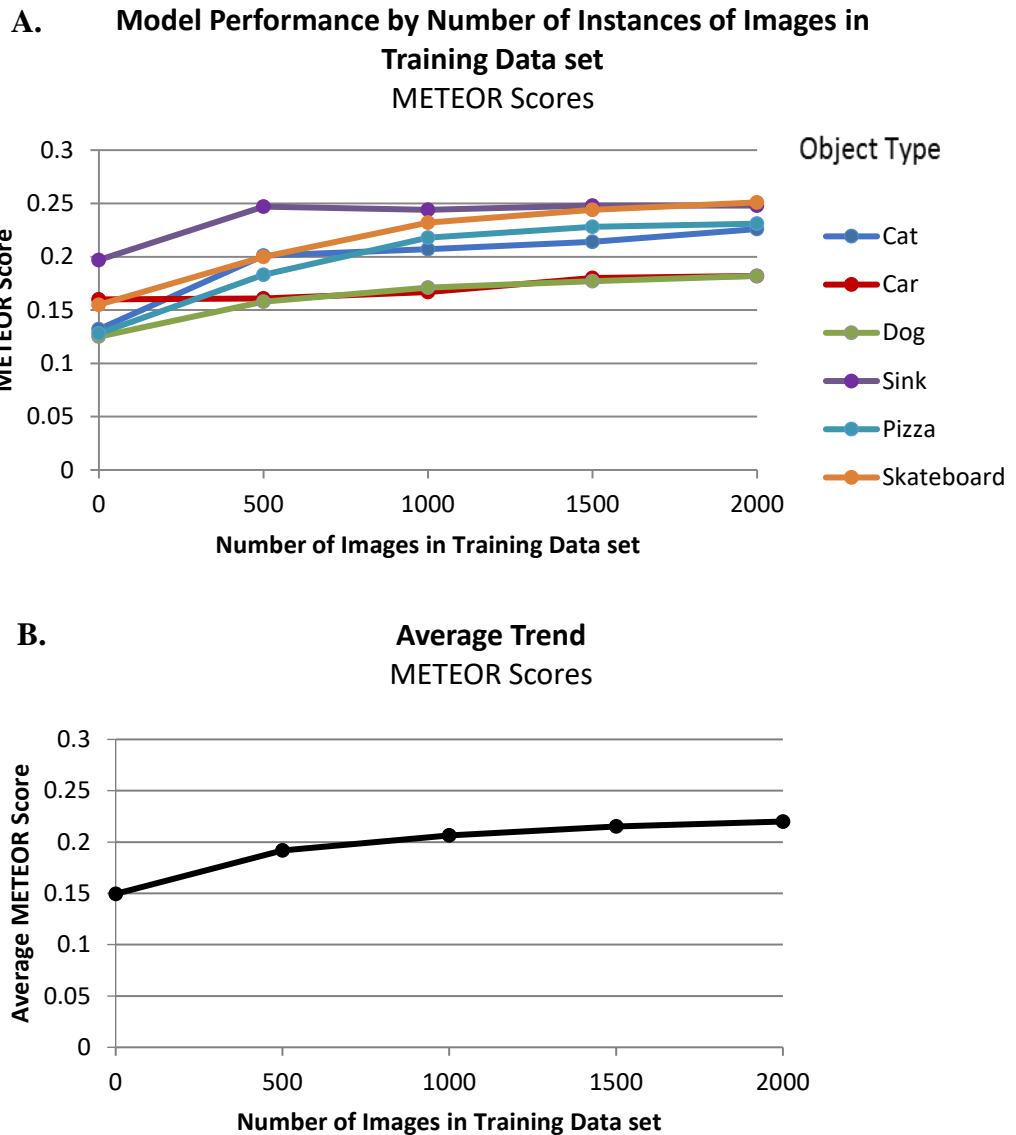 A.
Model Performance by Number of Instances of Images in
Training Data set
METEOR Scores
0.3
0.25
0.2
0.15
0.1
0.05
0
METEOR Score
0 500 1000 1500 2000
Number of Images in Training Data set
Object Type
Cat
Car
Dog
Sink
Pizza
Skateboard
B.
Average Trend
METEOR Scores
0.3
0.25
0.2
0.15
0.1
0.05
0
Average METEOR Score
0 500 1000 1500 2000
Number of Images in Training Data set